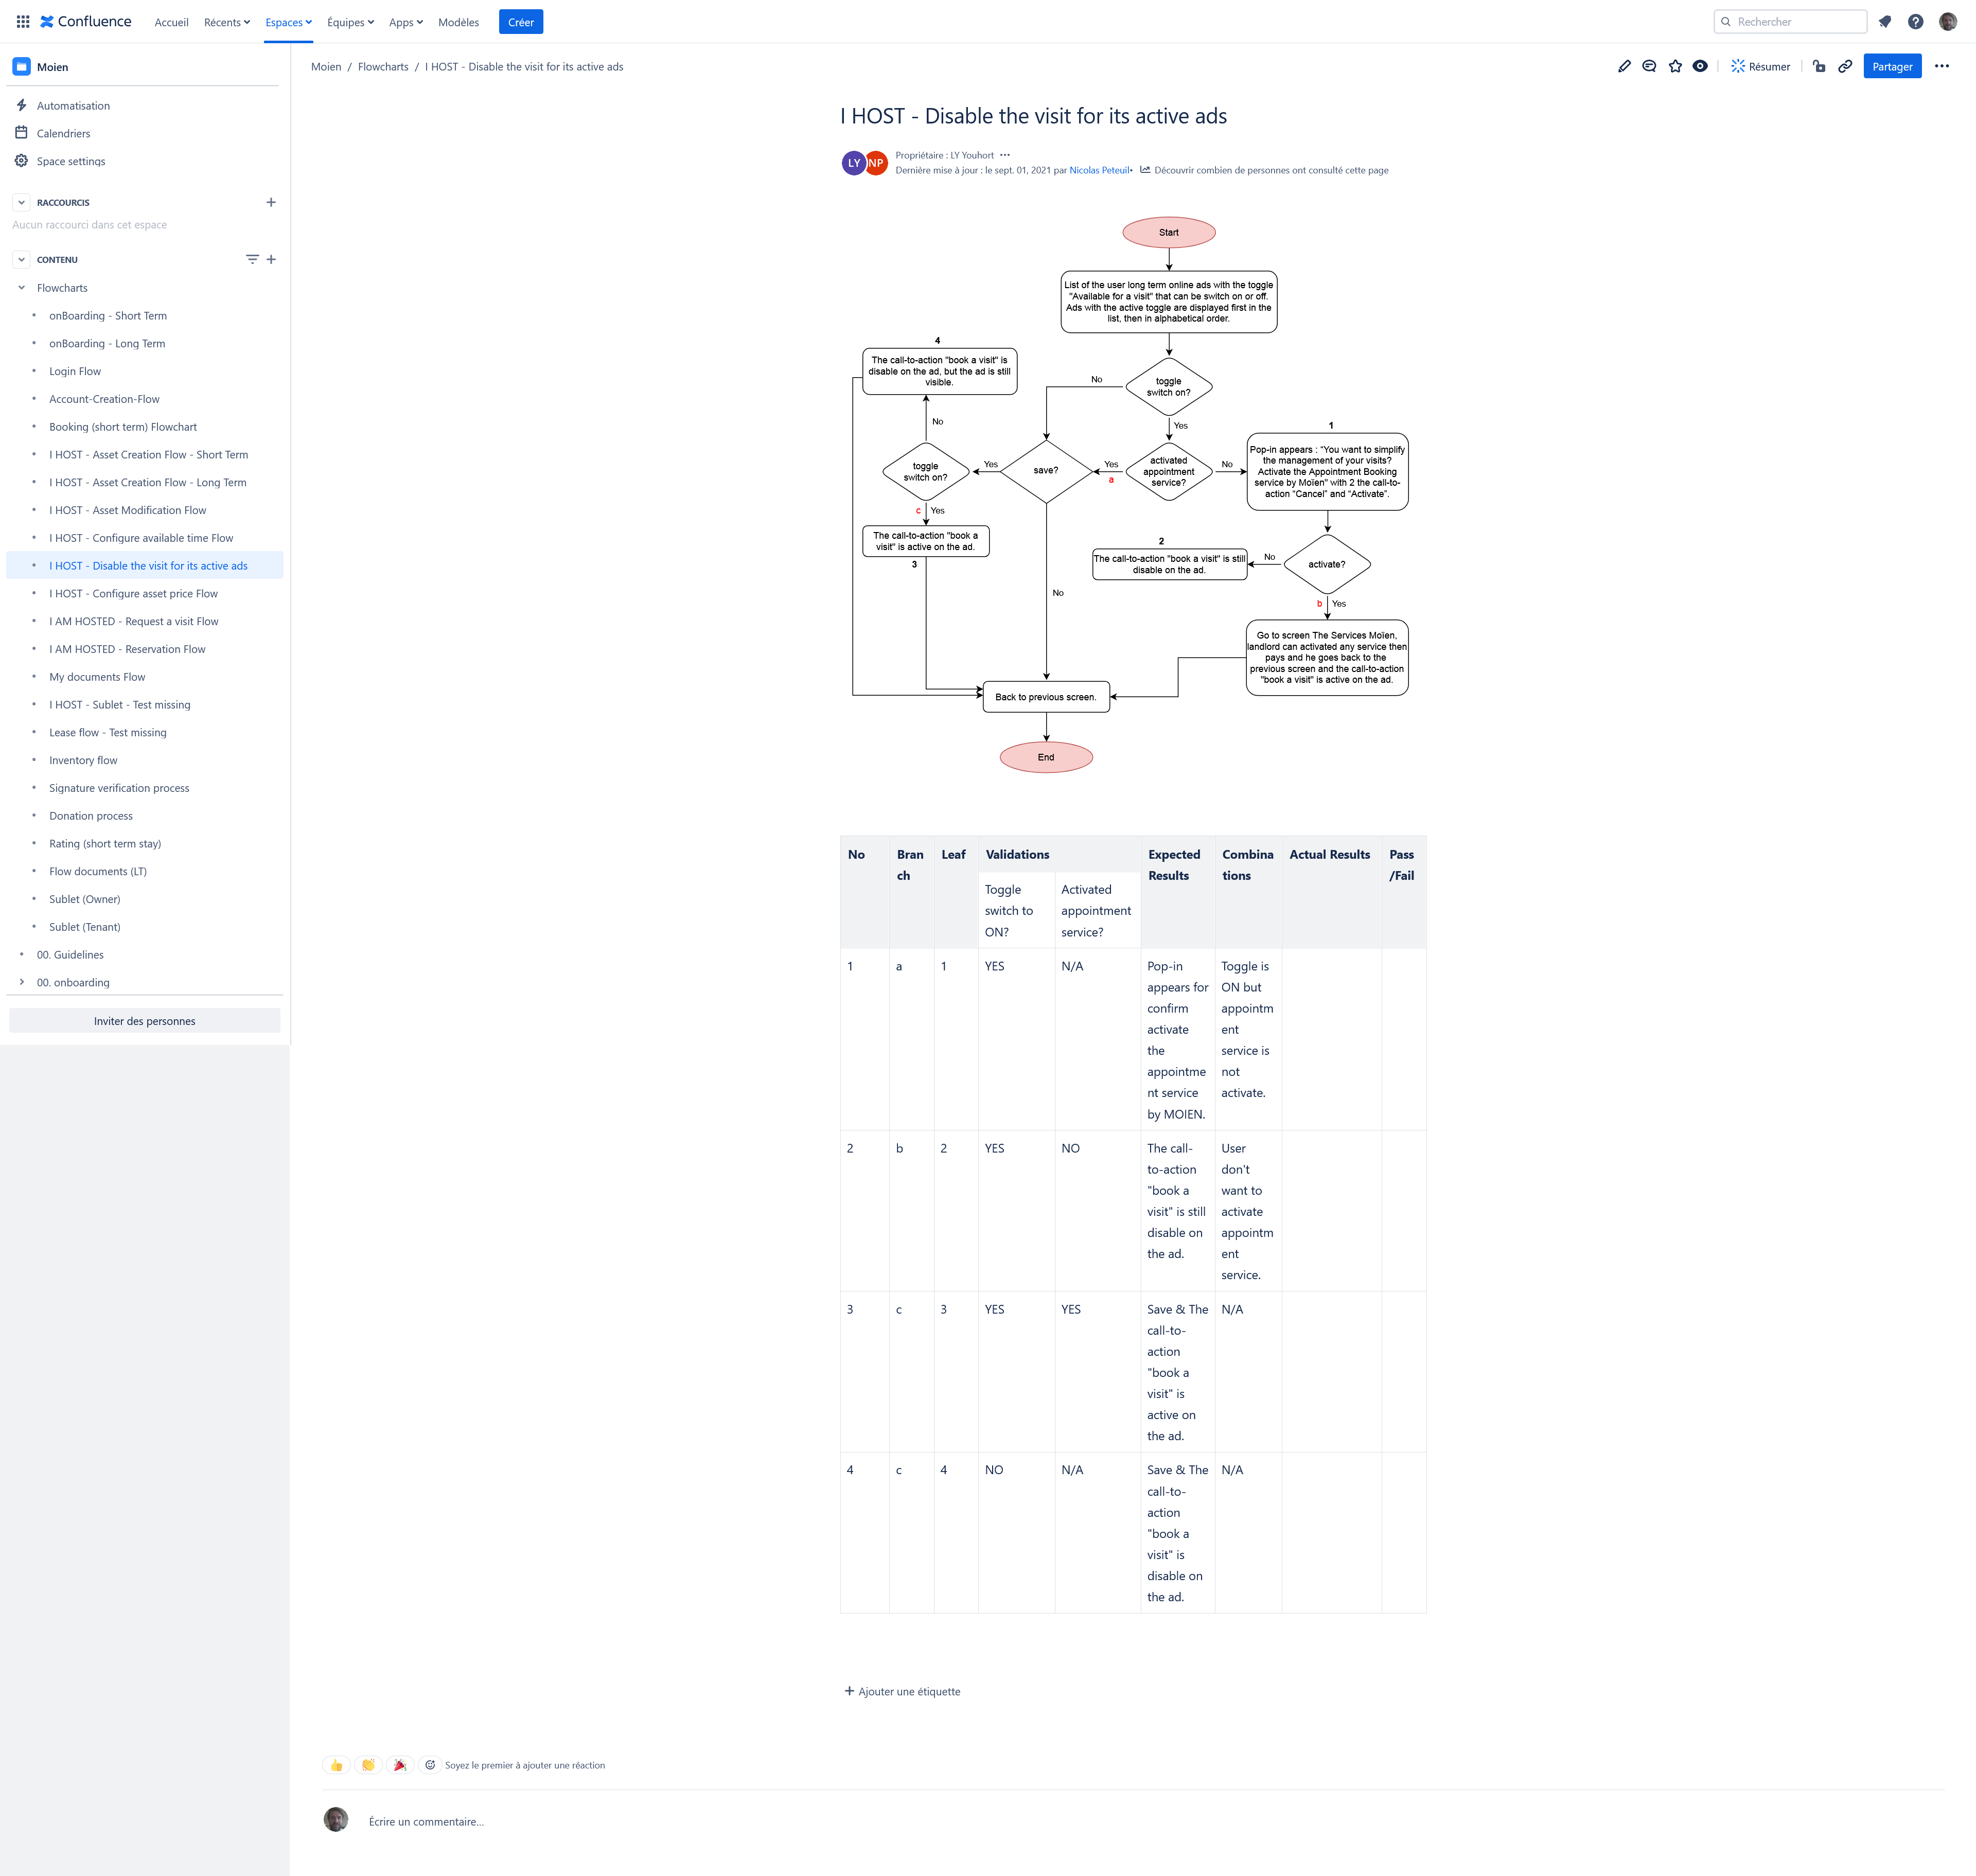 Confluence
Accueil
Récents
Espaces
Équipes
Apps
Modèles
Créer
Rechercher
Moien
Automatisation
Calendriers
Space settings
RACCOURCIS
Aucun raccourci dans cet espace
CONTENU
Flowcharts
onBoarding - Short Term
onBoarding - Long Term
Login Flow
Account-Creation-Flow
Booking (short term) Flowchart
I HOST - Asset Creation Flow - Short Term
I HOST - Asset Creation Flow - Long Term
I HOST - Asset Modification Flow
I HOST - Configure available time Flow
I HOST - Disable the visit for its active ads
I HOST - Configure asset price Flow
I AM HOSTED - Request a visit Flow
I AM HOSTED - Reservation Flow
My documents Flow
I HOST - Sublet - Test missing
Lease flow - Test missing
Inventory flow
Signature verification process
Donation process
Rating (short term stay)
Flow documents (LT)
Sublet (Owner)
Sublet (Tenant)
00. Guidelines
00. onboarding
Inviter des personnes
Moien / Flowcharts / I HOST - Disable the visit for its active ads
Résumer
Partager
I HOST - Disable the visit for its active ads
LY
NP
Propriétaire : LY Youhort
Dernière mise à jour : le sept. 01, 2021 par Nicolas Peteuil•
Découvrir combien de personnes ont consulté cette page
Start
List of the user long term online ads with the toggle
"Available for a visit" that can be switch on or off.
Ads with the active toggle are displayed first in the
list, then in alphabetical order.
4
The call-to-action "book a visit" is
disable on the ad, but the ad is still
visible.
No
toggle
switch on?
No
Yes
1
toggle
switch on?
Yes
save?
Yes
a
activated
appointment
service?
No
Pop-in appears : "You want to simplify
the management of your visits?
Activate the Appointment Booking
service by Moïen" with 2 the call-to-
action "Cancel" and "Activate".
c
Yes
The call-to-action "book a
visit" is active on the ad.
3
2
The call-to-action "book a visit" is still
disable on the ad.
No
activate?
No
b
Yes
Go to screen The Services Moïen,
landlord can activated any service then
pays and he goes back to the
previous screen and the call-to-action
"book a visit" is active on the ad.
Back to previous screen.
End
No
Bran
ch
Leaf
Validations
Expected
Results
Combina
tions
Actual Results
Pass
/Fail
Toggle
switch to
ON?
Activated
appointment
service?
1
a
1
YES
N/A
Pop-in
appears for
confirm
activate
the
appointme
nt service
by MOIEN.
Toggle is
ON but
appointm
ent
service is
not
activate.
2
b
2
YES
NO
The call-
to-action
"book a
visit" is still
disable on
the ad.
User
don't
want to
activate
appointm
ent
service.
3
c
3
YES
YES
Save & The
call-to-
action
"book a
visit" is
active on
the ad.
N/A
4
c
4
NO
N/A
Save & The
call-to-
action
"book a
visit" is
disable on
the ad.
N/A
Ajouter une étiquette
Soyez le premier à ajouter une réaction
Écrire un commentaire...